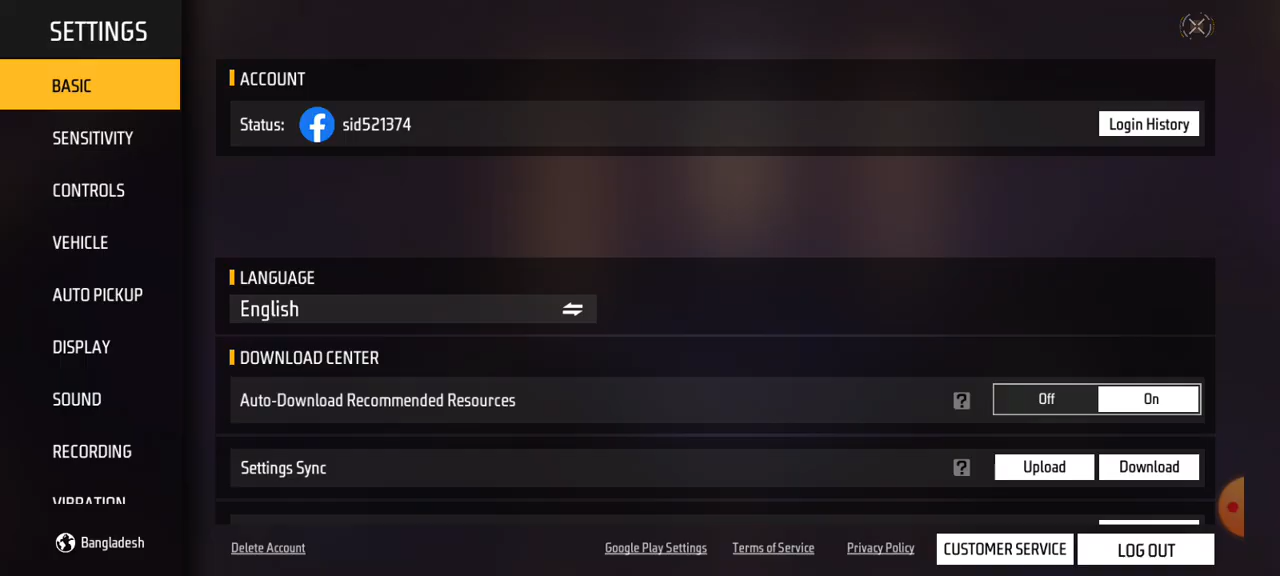 SETTINGS
BASIC
SENSITIVITY
CONTROLS
VEHICLE
AUTO PICKUP
DISPLAY
SOUND
RECORDING
VIBRATION
Bangladesh
ACCOUNT
Status: sid521374 Login History
LANGUAGE
English
DOWNLOAD CENTER
Auto-Download Recommended Resources ? Off On
Settings Sync ? Upload Download
Delete Account Google Play Settings Terms of Service Privacy Policy CUSTOMER SERVICE LOG OUT